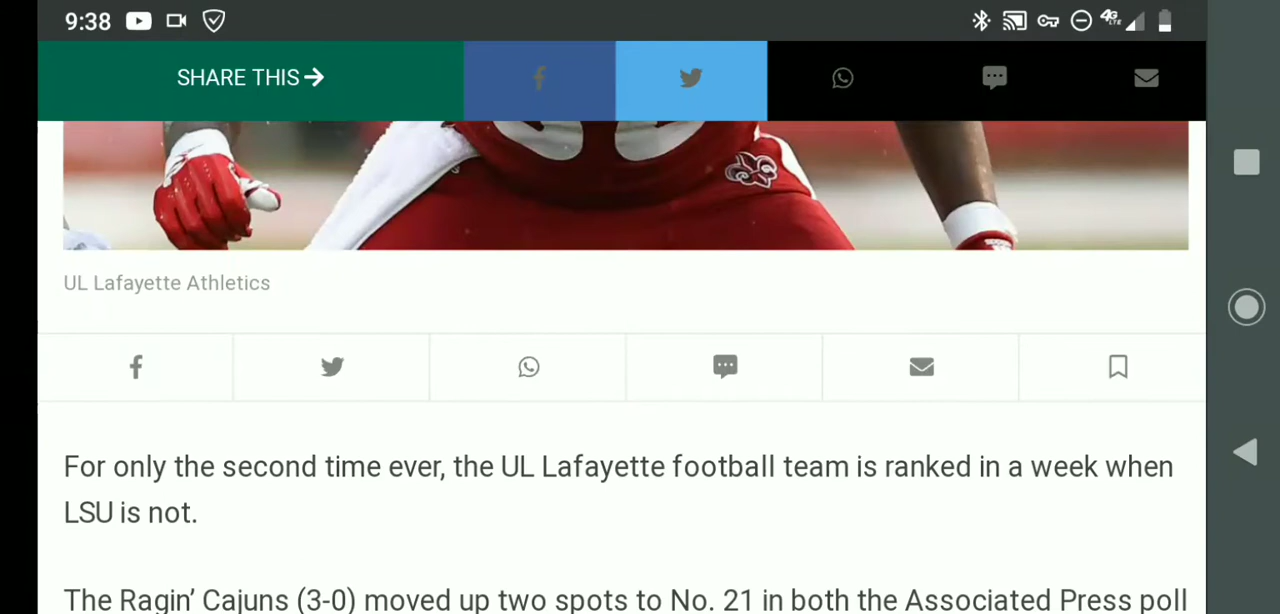 9:38
4G
LTE
SHARE THIS
UL Lafayette Athletics
For only the second time ever, the UL Lafayette football team is ranked in a week when
LSU is not.
The Ragin’ Cajuns (3-0) moved up two spots to No. 21 in both the Associated Press poll